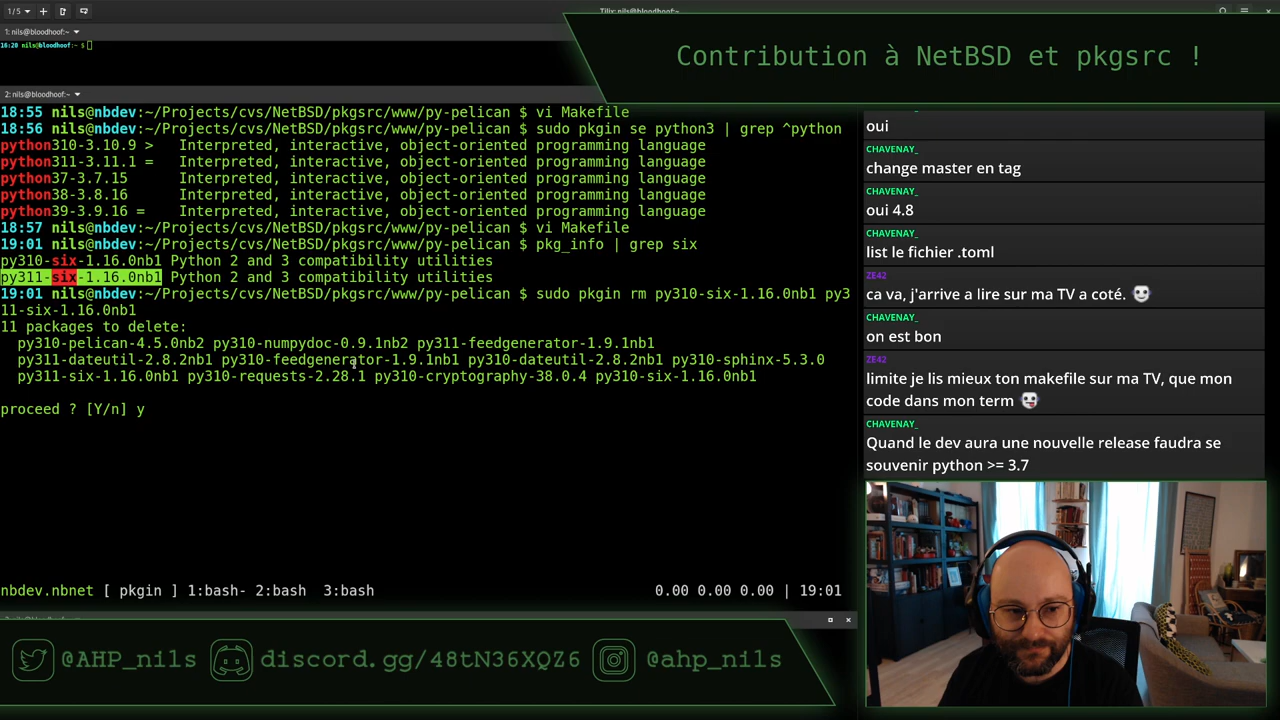 1/5
Tilix: nils@bloodhoof:~
1: nils@bloodhoof:~
16:20 nils@bloodhoof:~ $
Contribution à NetBSD et pkgsrc !
2: nils@bloodhoof:~
18:55 nils@nbdev:~/Projects/cvs/NetBSD/pkgsrc/www/py-pelican $ vi Makefile
18:56 nils@nbdev:~/Projects/cvs/NetBSD/pkgsrc/www/py-pelican $ sudo pkgin se python3 | grep ^python
python310-3.10.9 >   Interpreted, interactive, object-oriented programming language
python311-3.11.1 =   Interpreted, interactive, object-oriented programming language
python37-3.7.15      Interpreted, interactive, object-oriented programming language
python38-3.8.16      Interpreted, interactive, object-oriented programming language
python39-3.9.16 =    Interpreted, interactive, object-oriented programming language
18:57 nils@nbdev:~/Projects/cvs/NetBSD/pkgsrc/www/py-pelican $ vi Makefile
19:01 nils@nbdev:~/Projects/cvs/NetBSD/pkgsrc/www/py-pelican $ pkg_info | grep six
py310-six-1.16.0nb1 Python 2 and 3 compatibility utilities
py311-six-1.16.0nb1 Python 2 and 3 compatibility utilities
19:01 nils@nbdev:~/Projects/cvs/NetBSD/pkgsrc/www/py-pelican $ sudo pkgin rm py310-six-1.16.0nb1 py3
11-six-1.16.0nb1
11 packages to delete:
py310-pelican-4.5.0nb2 py310-numpydoc-0.9.1nb2 py311-feedgenerator-1.9.1nb1
py311-dateutil-2.8.2nb1 py310-feedgenerator-1.9.1nb1 py310-dateutil-2.8.2nb1 py310-sphinx-5.3.0
py311-six-1.16.0nb1 py310-requests-2.28.1 py310-cryptography-38.0.4 py310-six-1.16.0nb1
proceed ? [Y/n] y
nbdev.nbnet [ pkgin ] 1:bash- 2:bash  3:bash 0.00 0.00 0.00 | 19:01
oui
CHAVENAY_
change master en tag
CHAVENAY_
oui 4.8
CHAVENAY_
list le fichier .toml
ZE42
ca va, j'arrive a lire sur ma TV a coté.
CHAVENAY_
on est bon
ZE42
limite je lis mieux ton makefile sur ma TV, que mon
code dans mon term
CHAVENAY_
Quand le dev aura une nouvelle release faudra se
souvenir python >= 3.7
@AHP_nils discord.gg/48tN36XQZ6 @ahp_nils